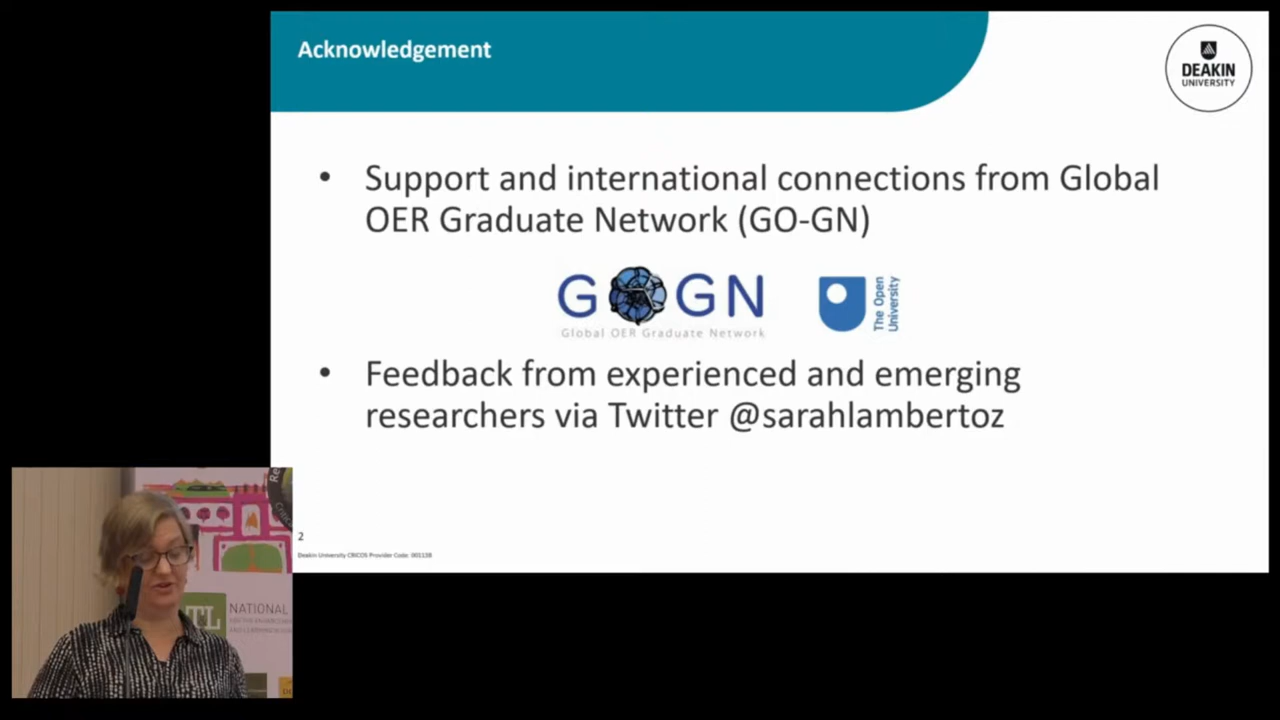 Acknowledgement
DEAKIN
UNIVERSITY
• Support and international connections from Global
OER Graduate Network (GO-GN)
GOGN
Global OER Graduate Network
The Open
University
• Feedback from experienced and emerging
researchers via Twitter @sarahlambertoz
2
Deakin University CRICOS Provider Code: 00113B
TL
NATIONAL